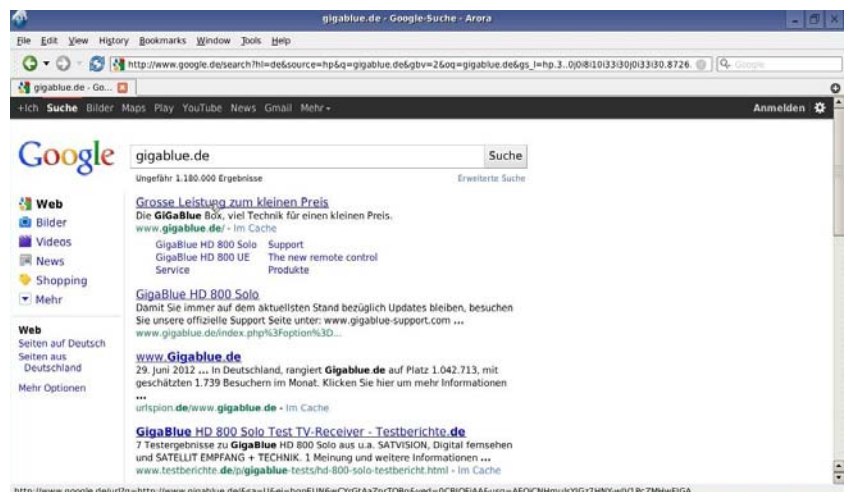 gigablue.de - Google-Suche - Arora
File Edit View History Bookmarks Window Tools Help
http://www.google.de/search?hl=de&source=hp&q=gigablue.de&gbv=2&oq=gigablue.de&gs_l=hp.3..0j0i8i10i33i30j0i33i30.8726. Google
gigablue.de - Go...
+Ich Suche Bilder Maps Play YouTube News Gmail Mehr Anmelden
Google gigablue.de Suche
Ungefähr 1.180.000 Ergebnisse Erweiterte Suche
Web
Bilder
Videos
News
Shopping
Mehr
Web
Seiten auf Deutsch
Seiten aus
Deutschland
Mehr Optionen
Grosse Leistung zum kleinen Preis
Die GiGaBlue Box, viel Technik für einen kleinen Preis.
www.gigablue.de/ - Im Cache
GigaBlue HD 800 Solo Support
GigaBlue HD 800 UE The new remote control
Service Produkte
GigaBlue HD 800 Solo
Damit Sie immer auf dem aktuellsten Stand bezüglich Updates bleiben, besuchen
Sie unsere offizielle Support Seite unter: www.gigablue-support.com ...
www.gigablue.de/index.php%3Foption%3D...
www.Gigablue.de
29. Juni 2012 ... In Deutschland, rangiert Gigablue.de auf Platz 1.042.713, mit
geschätzten 1.739 Besuchern im Monat. Klicken Sie hier um mehr Informationen
...
urlspion.de/www.gigablue.de - Im Cache
GigaBlue HD 800 Solo Test TV-Receiver - Testberichte.de
7 Testergebnisse zu GigaBlue HD 800 Solo aus u.a. SATVISION, Digital fernsehen
und SATELLIT EMPFANG + TECHNIK. 1 Meinung und weitere Informationen ...
www.testberichte.de/p/gigablue-tests/hd-800-solo-testbericht.html - Im Cache